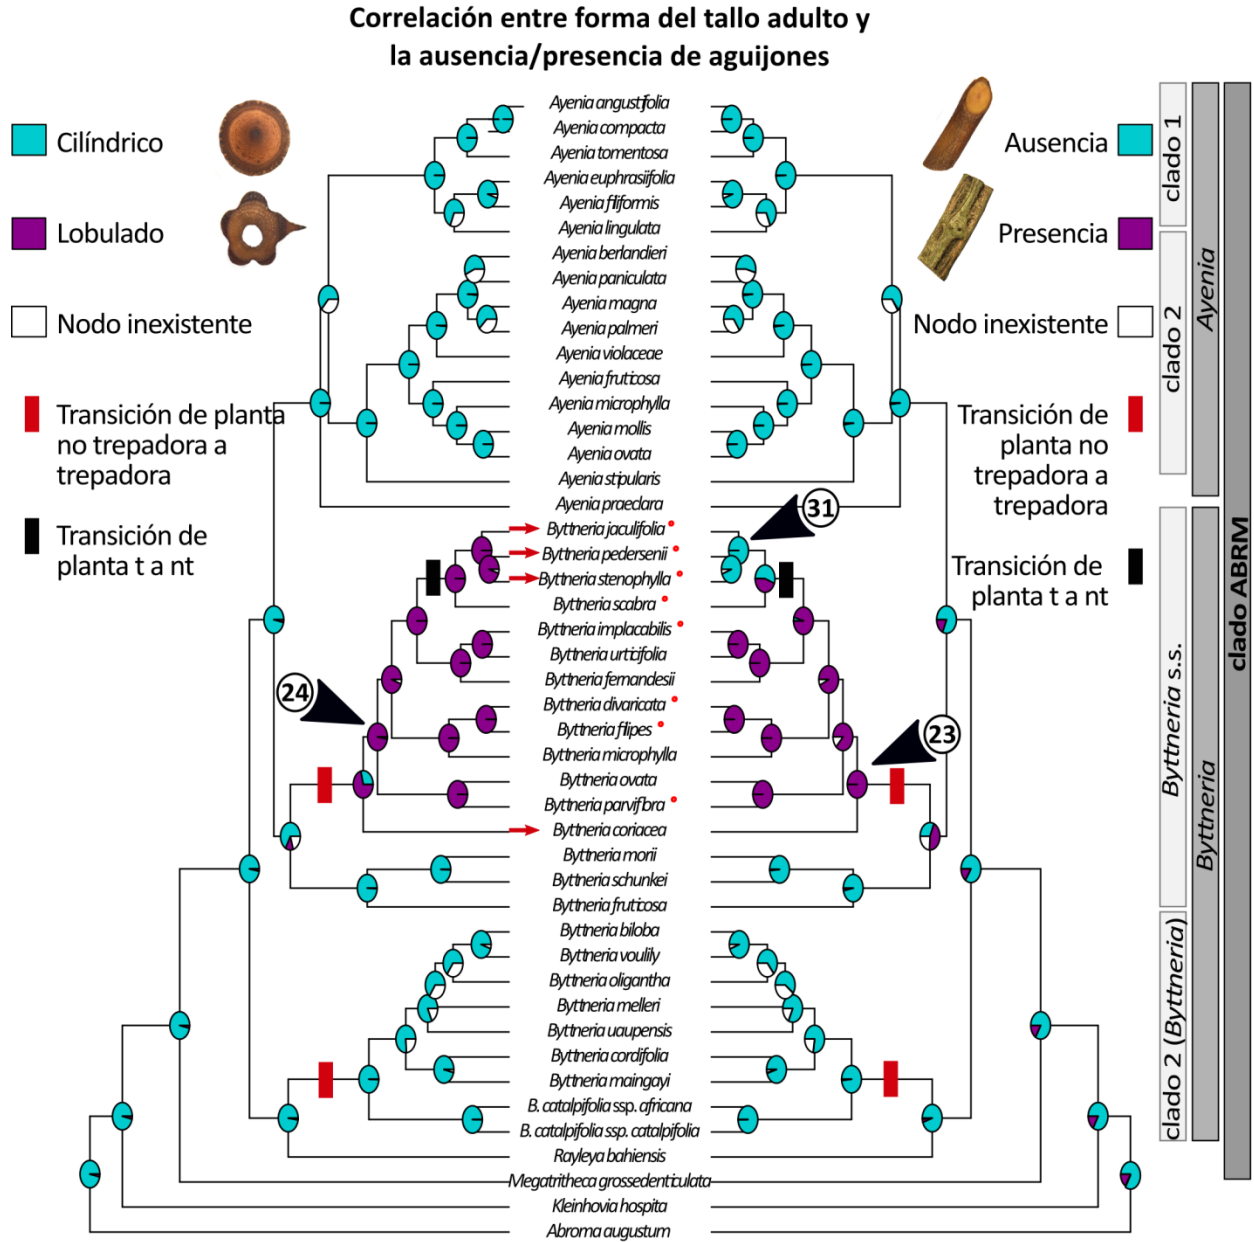 Correlación entre forma del tallo adulto y
la ausencia/presencia de aguijones
Cilíndrico
Lobulado
Nodo inexistente
Transición de planta
no trepadora a
trepadora
Transición de
planta t a nt
Ayenia angustifolia
Ayenia compacta
Ayenia tomentosa
Ayenia euphrasiifolia
Ayenia filiformis
Ayenia lingulata
Ayenia berlandieri
Ayenia paniculata
Ayenia magna
Ayenia palmeri
Ayenia violaceae
Ayenia fruticosa
Ayenia microphylla
Ayenia mollis
Ayenia ovata
Ayenia stipularis
Ayenia praeclara
Byttneria jaculifolia
Byttneria pedersenii
Byttneria stenophylla
Byttneria scabra
Byttneria implacabilis
Byttneria urticifolia
Byttneria fernandesii
Byttneria divaricata
Byttneria filipes
Byttneria microphylla
Byttneria ovata
Byttneria parviflora
Byttneria coriacea
Byttneria morii
Byttneria schunkei
Byttneria fruticosa
Byttneria biloba
Byttneria voulily
Byttneria oligantha
Byttneria melleri
Byttneria uaupensis
Byttneria cordifolia
Byttneria maingayi
B. catalpifolia ssp. africana
B. catalpifolia ssp. catalpifolia
Rayleya bahiensis
Megatritheca grossedenticulata
Kleinhovia hospita
Abroma augustum
24
31
23
Ausencia
Presencia
Nodo inexistente
Transición de
planta no
trepadora a
trepadora
Transición de
planta t a nt
clado 1
clado 2
Ayenia
Byttneria s.s.
clado 2 (Byttneria)
Byttneria
clado ABRM